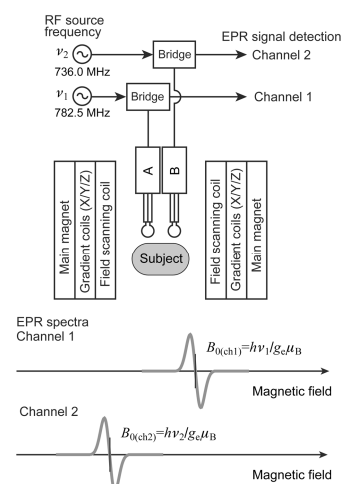 RF source
frequency
EPR signal detection
ν2
Bridge
Channel 2
736.0 MHz
ν1
Bridge
Channel 1
782.5 MHz
A
B
Main magnet
Gradient coils (X/Y/Z)
Field scanning coil
Subject
Field scanning coil
Gradient coils (X/Y/Z)
Main magnet
EPR spectra
Channel 1
B0(ch1)=hν1/geμB
Magnetic field
Channel 2
B0(ch2)=hν2/geμB
Magnetic field